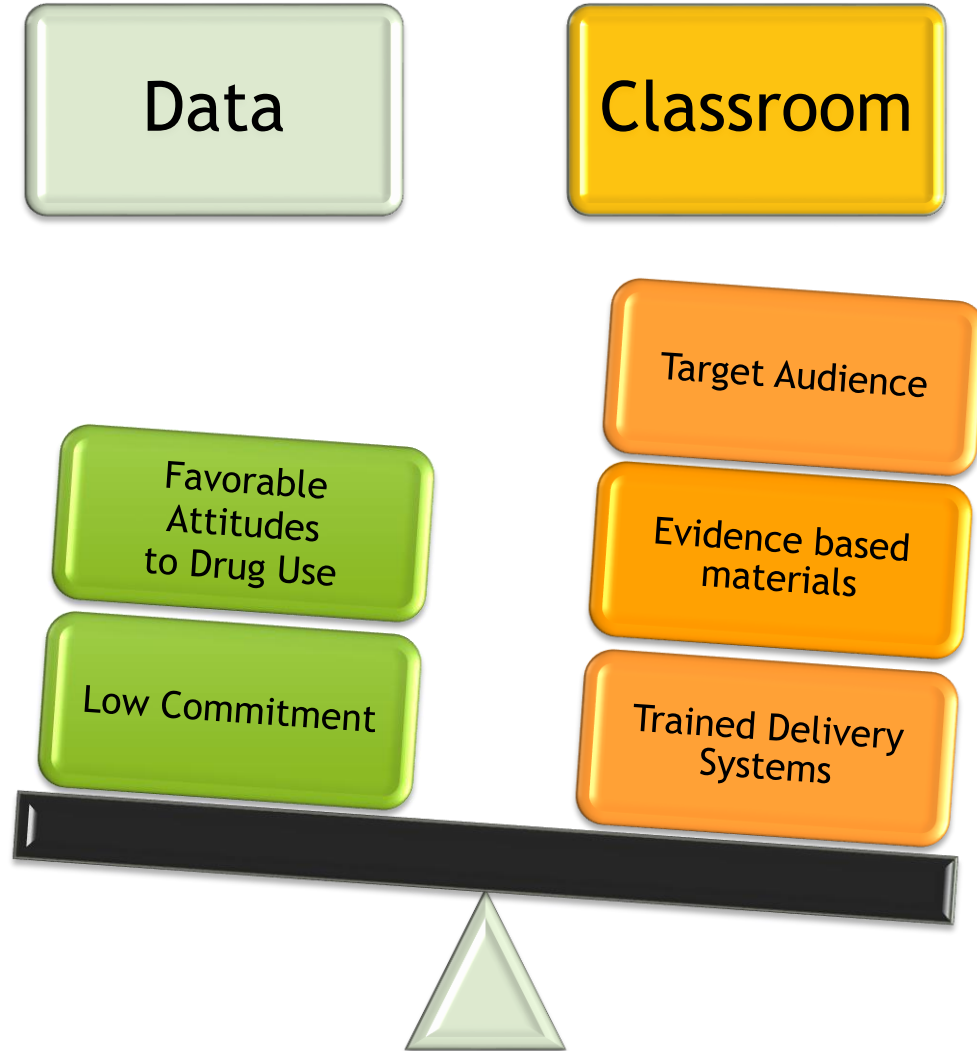 Data
Classroom
Favorable
Attitudes
to Drug Use
Low Commitment
Target Audience
Evidence based
materials
Trained Delivery
Systems